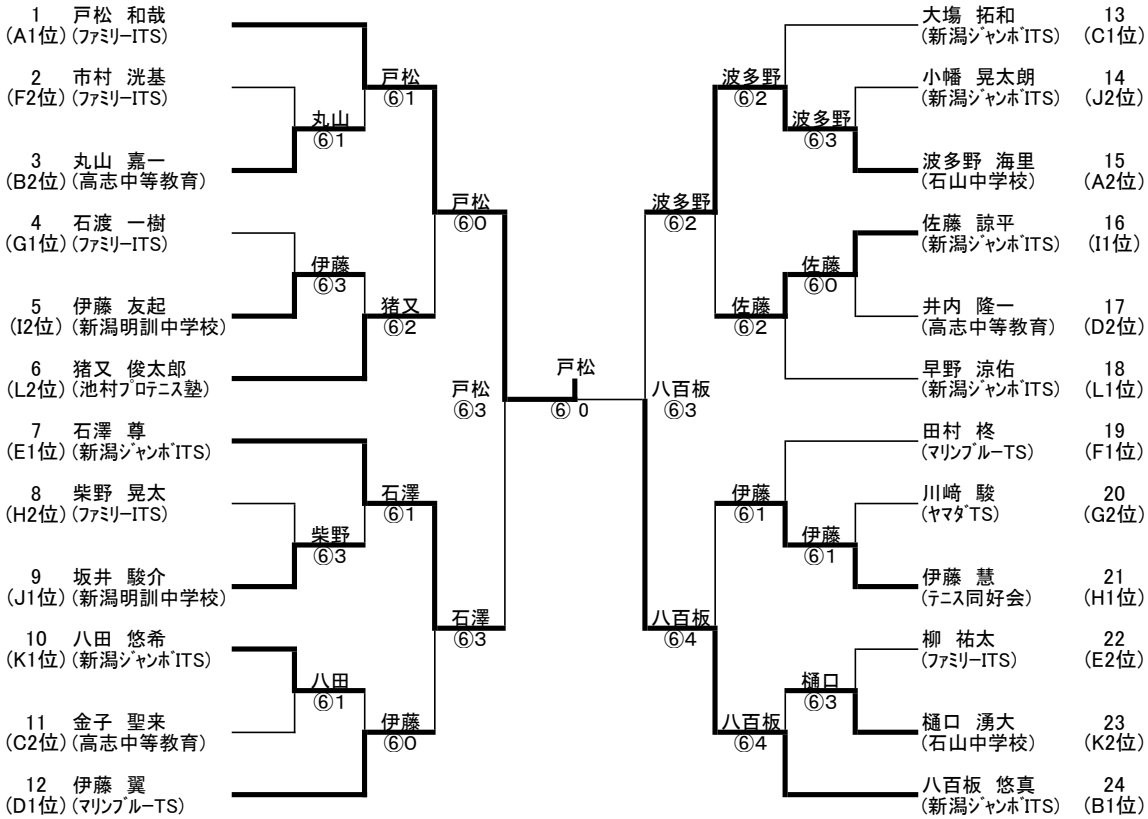 1 戸松 和哉
(A1位) (ファミリーITS)
2 市村 洸基
(F2位) (ファミリーITS)
3 丸山 嘉一
(B2位) (高志中等教育)
4 石渡 一樹
(G1位) (ファミリーITS)
5 伊藤 友起
(I2位) (新潟明訓中学校)
6 猪又 俊太郎
(L2位) (池村プロテニス塾)
7 石澤 尊
(E1位) (新潟ジャンボITS)
8 柴野 晃太
(H2位) (ファミリーITS)
9 坂井 駿介
(J1位) (新潟明訓中学校)
10 八田 悠希
(K1位) (新潟ジャンボITS)
11 金子 聖来
(C2位) (高志中等教育)
12 伊藤 翼
(D1位) (マリンブルーTS)
丸山
⑥1
伊藤
⑥3
柴野
⑥3
八田
⑥1
戸松
⑥1
猪又
⑥2
石澤
⑥1
伊藤
⑥0
戸松
⑥0
石澤
⑥3
戸松
⑥3
戸松
⑥ 0
八百板
⑥3
波多野
⑥2
八百板
⑥4
波多野
⑥2
佐藤
⑥2
伊藤
⑥1
八百板
⑥4
波多野
⑥3
佐藤
⑥0
伊藤
⑥1
樋口
⑥3
大塲 拓和 13
(新潟ジャンボITS) (C1位)
小幡 晃太朗 14
(新潟ジャンボITS) (J2位)
波多野 海里 15
(石山中学校) (A2位)
佐藤 諒平 16
(新潟ジャンボITS) (I1位)
井内 隆一 17
(高志中等教育) (D2位)
早野 涼佑 18
(新潟ジャンボITS) (L1位)
田村 柊 19
(マリンブルーTS) (F1位)
川﨑 駿 20
(ヤマダTS) (G2位)
伊藤 慧 21
(テニス同好会) (H1位)
柳 祐太 22
(ファミリーITS) (E2位)
樋口 湧大 23
(石山中学校) (K2位)
八百板 悠真 24
(新潟ジャンボITS) (B1位)